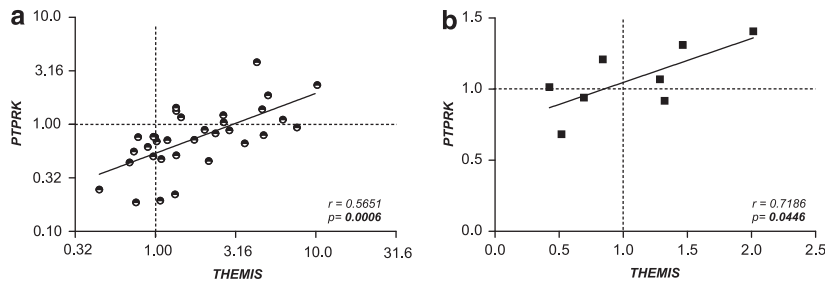 a
10.0
3.16
1.00
0.32
0.10
PTPRK
0.32 1.00 3.16 10.0 31.6
THEMIS
r = 0.5651
p= 0.0006
b
1.5
1.0
0.5
0.0
PTPRK
0.0 0.5 1.0 1.5 2.0 2.5
THEMIS
r = 0.7186
p= 0.0446